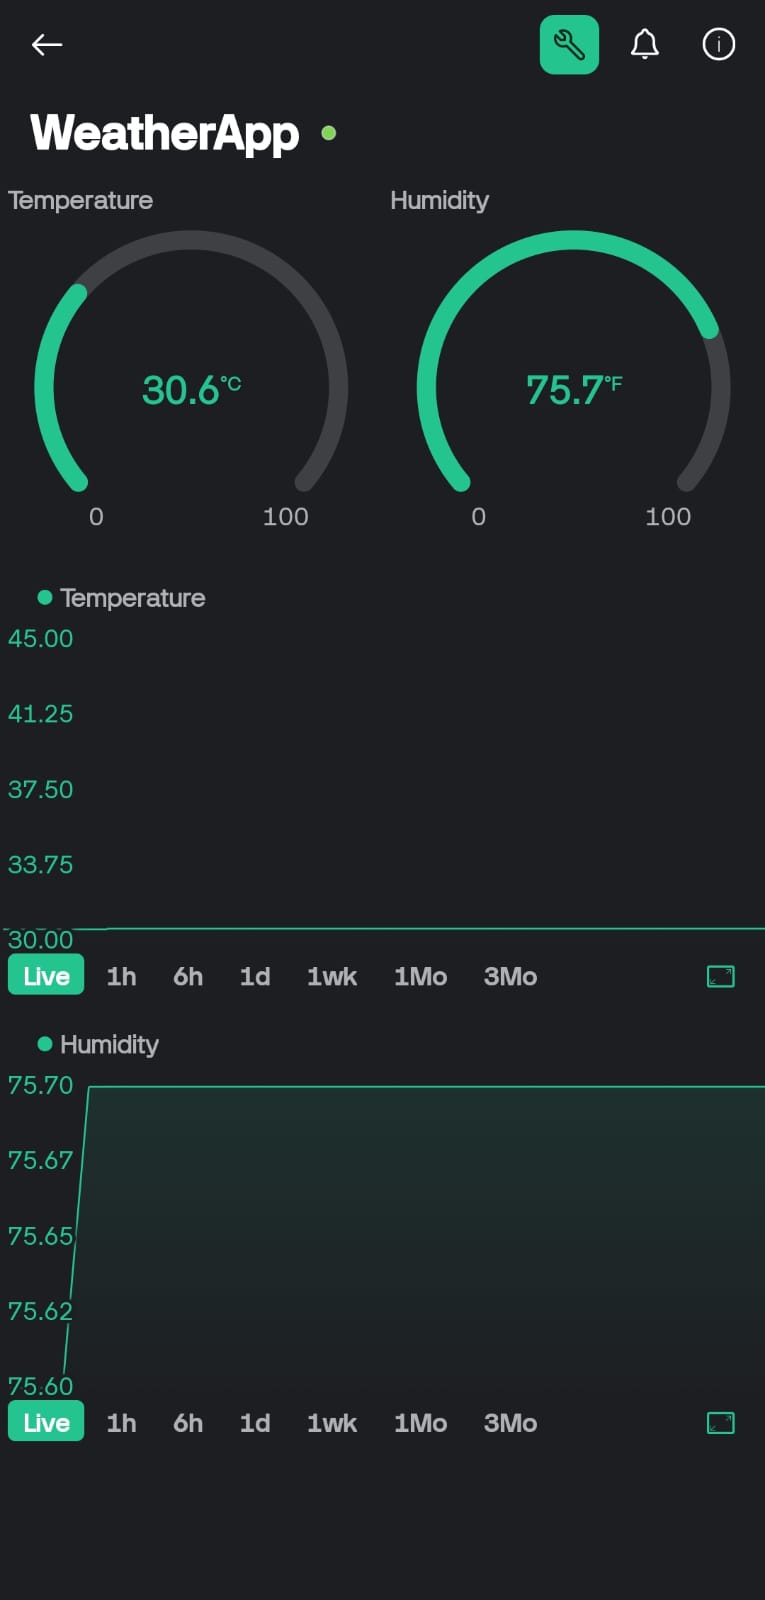 WeatherApp
Temperature
Humidity
30.6°C
75.7°F
0 100
0 100
Temperature
45.00
41.25
37.50
33.75
30.00
Live 1h 6h 1d 1wk 1Mo 3Mo
Humidity
75.70
75.67
75.65
75.62
75.60
Live 1h 6h 1d 1wk 1Mo 3Mo